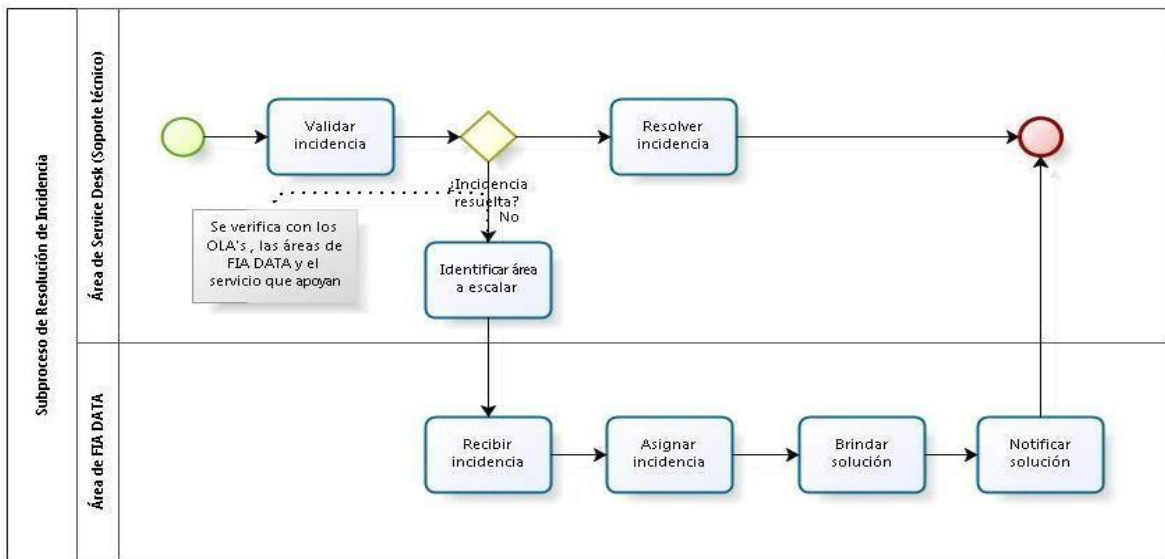 Subproceso de Resolución de Incidencia
Área de Service Desk (Soporte técnico)
Validar
incidencia
Resolver
incidencia
¿Incidencia
resuelta?
No
Se verifica con los
OLA's , las áreas de
FIA DATA y el
servicio que apoyan
Identificar área
a escalar
Área de FIA DATA
Recibir
incidencia
Asignar
incidencia
Brindar
solución
Notificar
solución